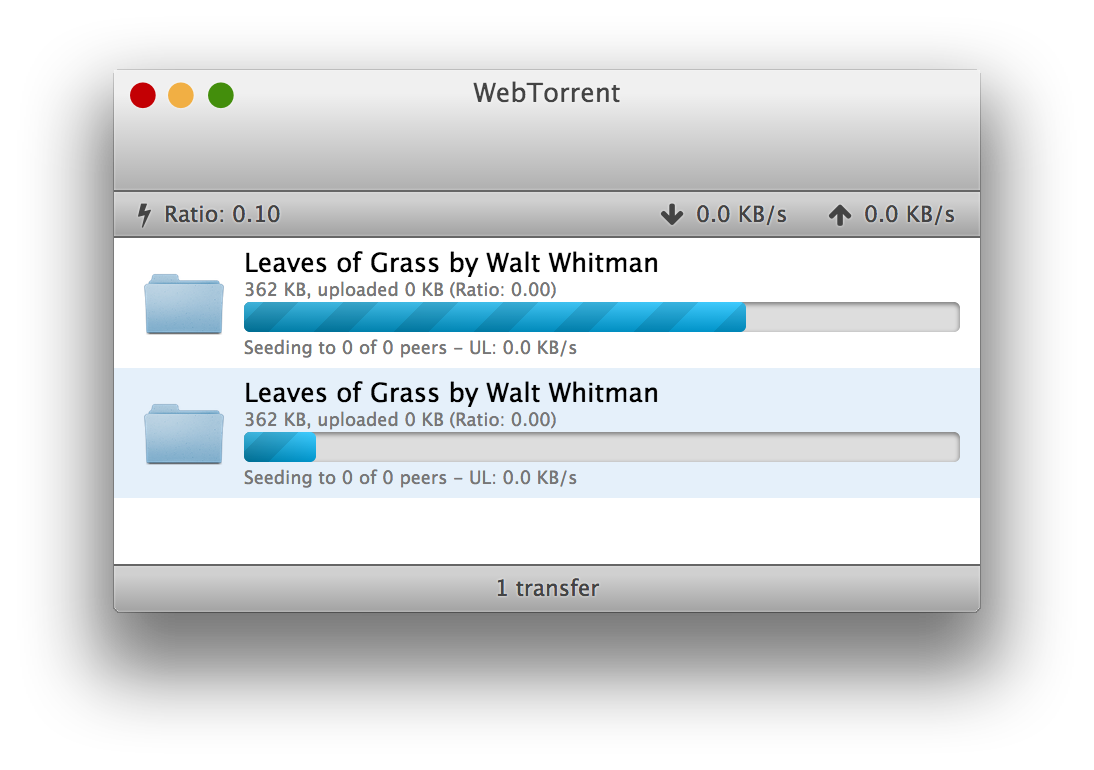 WebTorrent
Ratio: 0.10 0.0 KB/s 0.0 KB/s
Leaves of Grass by Walt Whitman
362 KB, uploaded 0 KB (Ratio: 0.00)
Seeding to 0 of 0 peers – UL: 0.0 KB/s
Leaves of Grass by Walt Whitman
362 KB, uploaded 0 KB (Ratio: 0.00)
Seeding to 0 of 0 peers – UL: 0.0 KB/s
1 transfer